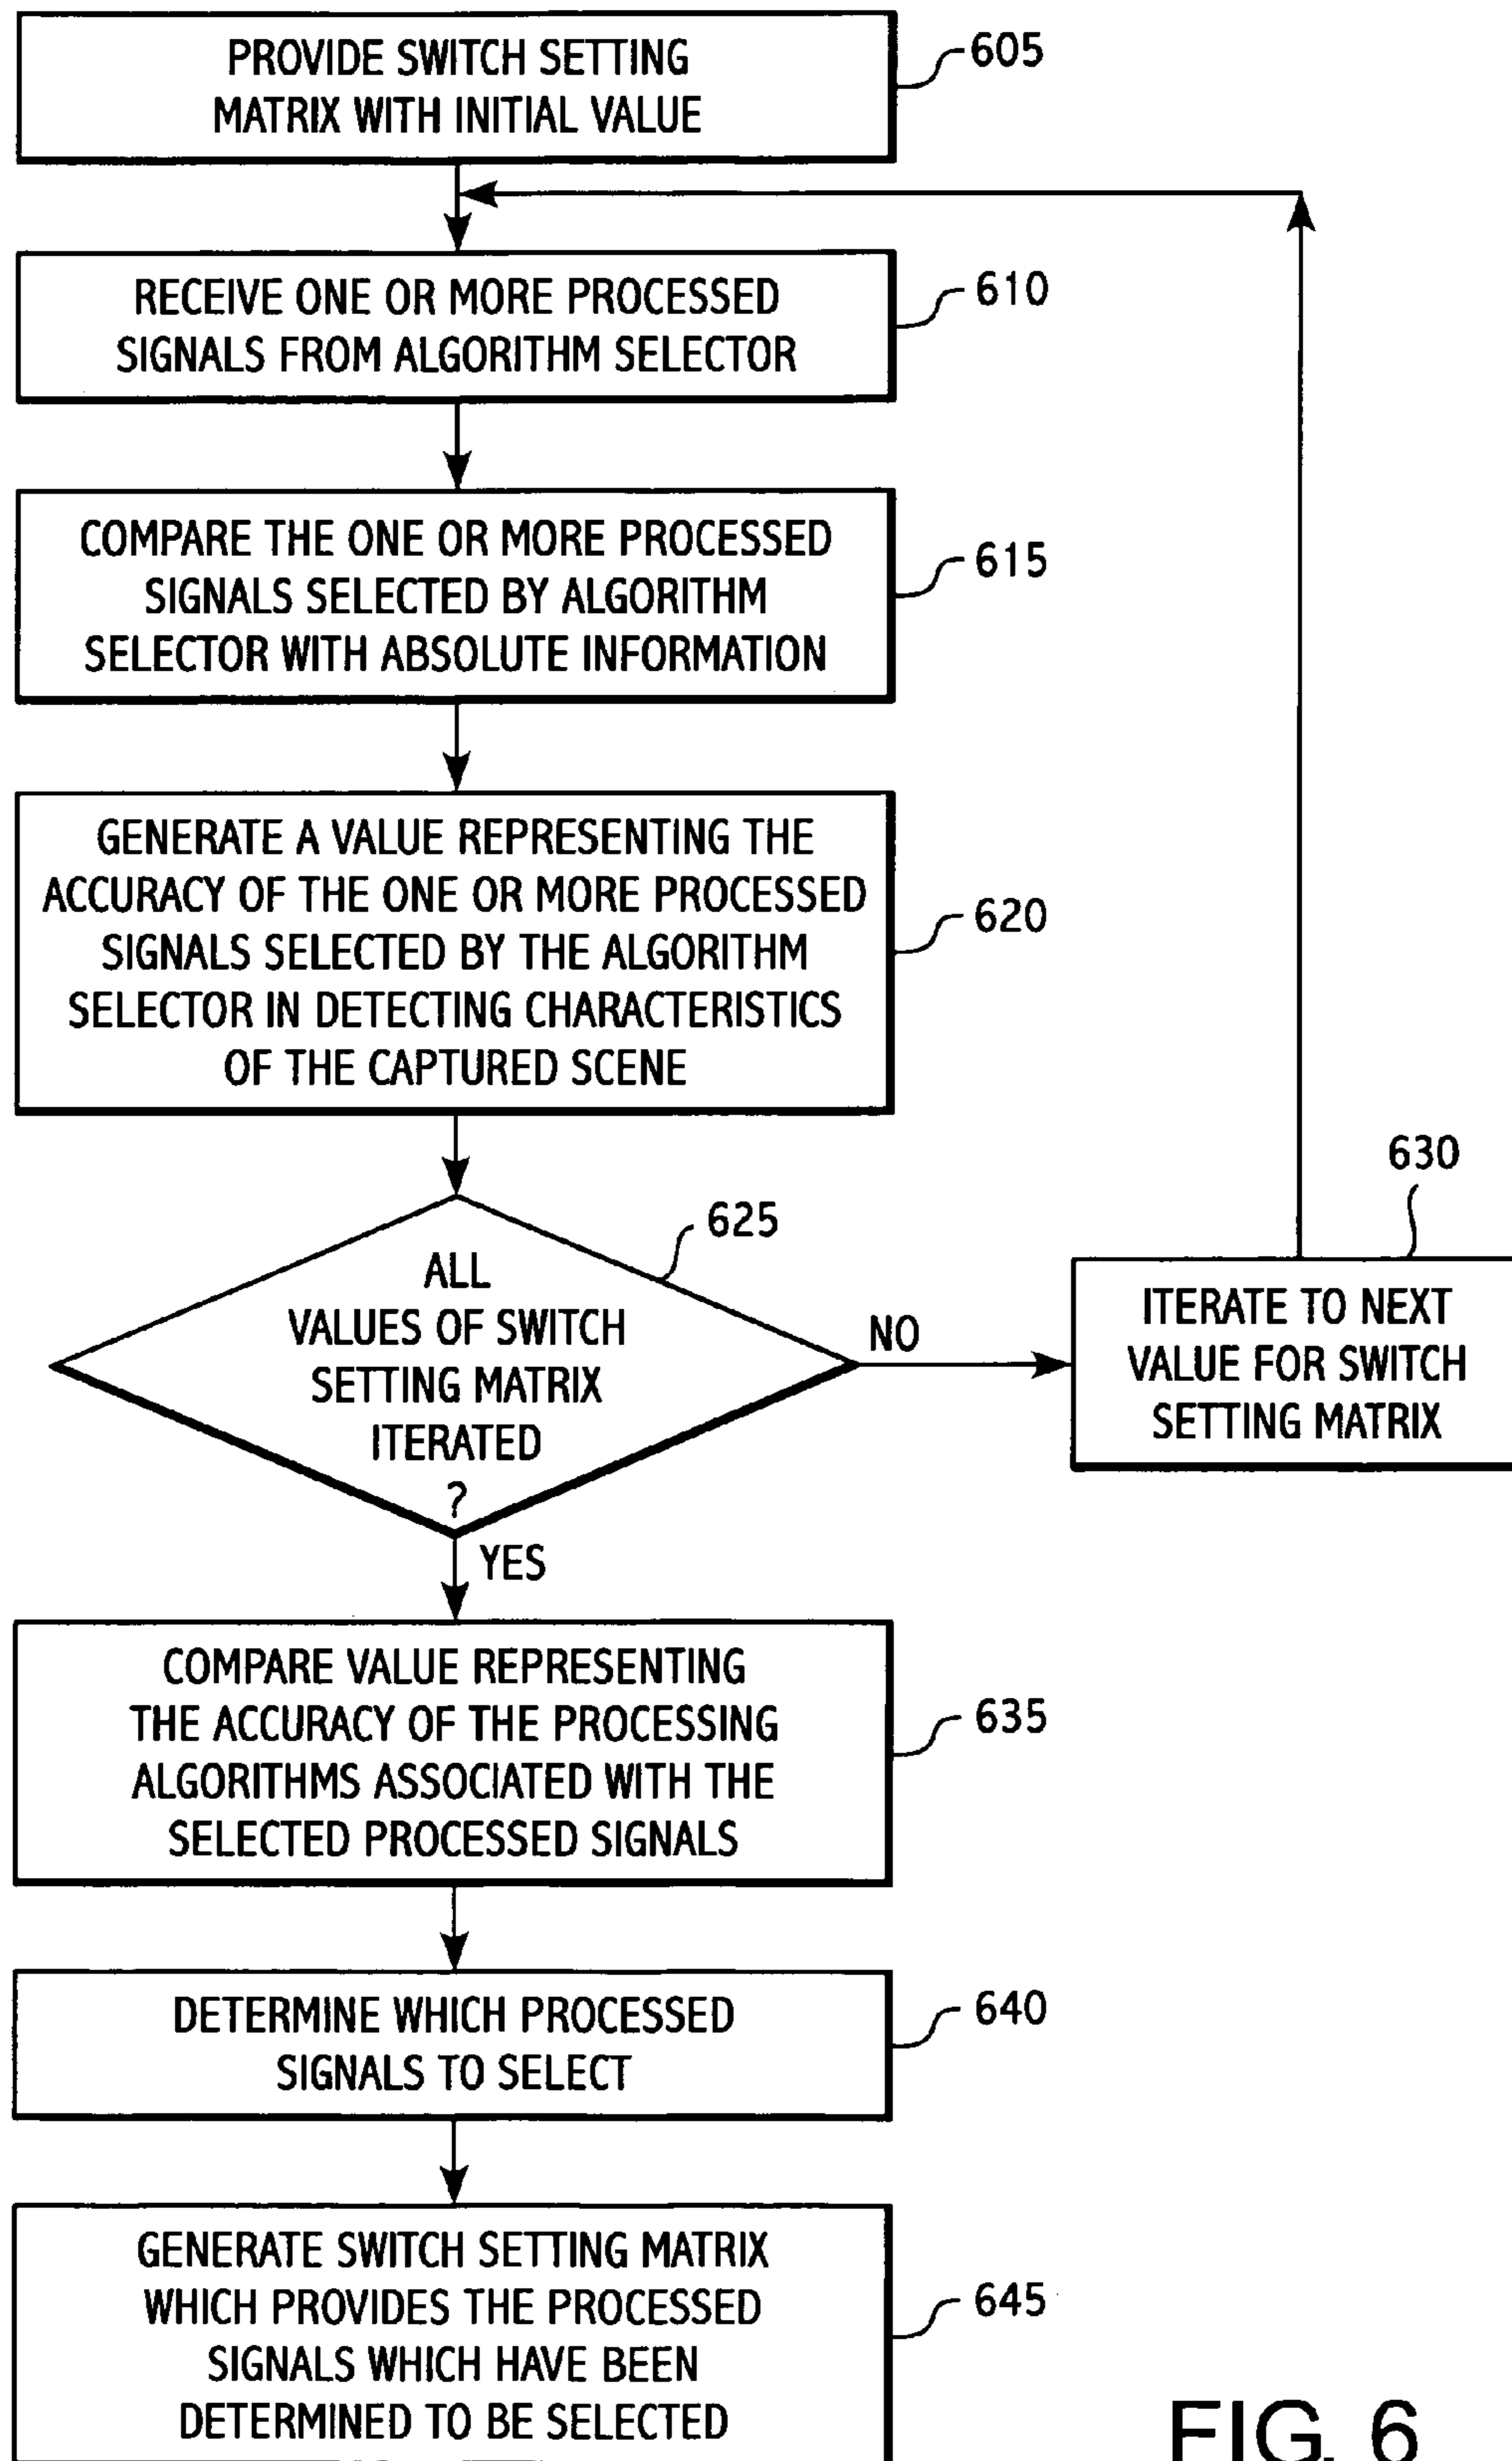 PROVIDE SWITCH SETTING
MATRIX WITH INITIAL VALUE
605
RECEIVE ONE OR MORE PROCESSED
SIGNALS FROM ALGORITHM SELECTOR
610
COMPARE THE ONE OR MORE PROCESSED
SIGNALS SELECTED BY ALGORITHM
SELECTOR WITH ABSOLUTE INFORMATION
615
GENERATE A VALUE REPRESENTING THE
ACCURACY OF THE ONE OR MORE PROCESSED
SIGNALS SELECTED BY THE ALGORITHM
SELECTOR IN DETECTING CHARACTERISTICS
OF THE CAPTURED SCENE
620
ALL
VALUES OF SWITCH
SETTING MATRIX
ITERATED
?
625
NO
630
ITERATE TO NEXT
VALUE FOR SWITCH
SETTING MATRIX
YES
COMPARE VALUE REPRESENTING
THE ACCURACY OF THE PROCESSING
ALGORITHMS ASSOCIATED WITH THE
SELECTED PROCESSED SIGNALS
635
DETERMINE WHICH PROCESSED
SIGNALS TO SELECT
640
GENERATE SWITCH SETTING MATRIX
WHICH PROVIDES THE PROCESSED
SIGNALS WHICH HAVE BEEN
DETERMINED TO BE SELECTED
645
FIG. 6